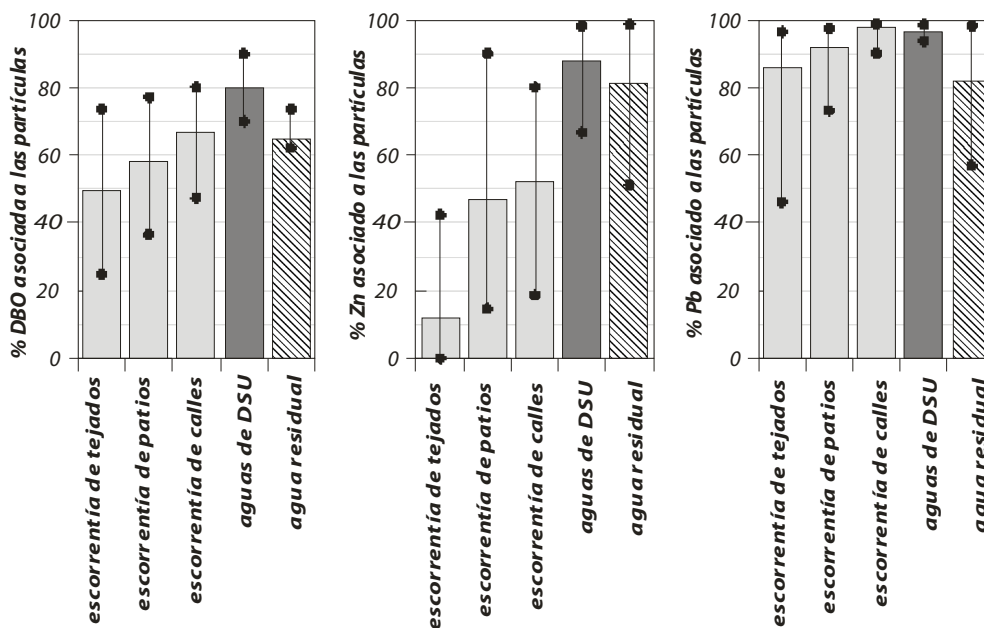 % DBO asociada a las partículas
100
80
60
40
20
0
escorrentía de tejados
escorrentía de patios
escorrentía de calles
aguas de DSU
agua residual
% Zn asociado a las partículas
100
80
60
40
20
0
escorrentía de tejados
escorrentía de patios
escorrentía de calles
aguas de DSU
agua residual
% Pb asociado a las partículas
100
80
60
40
20
0
escorrentía de tejados
escorrentía de patios
escorrentía de calles
aguas de DSU
agua residual